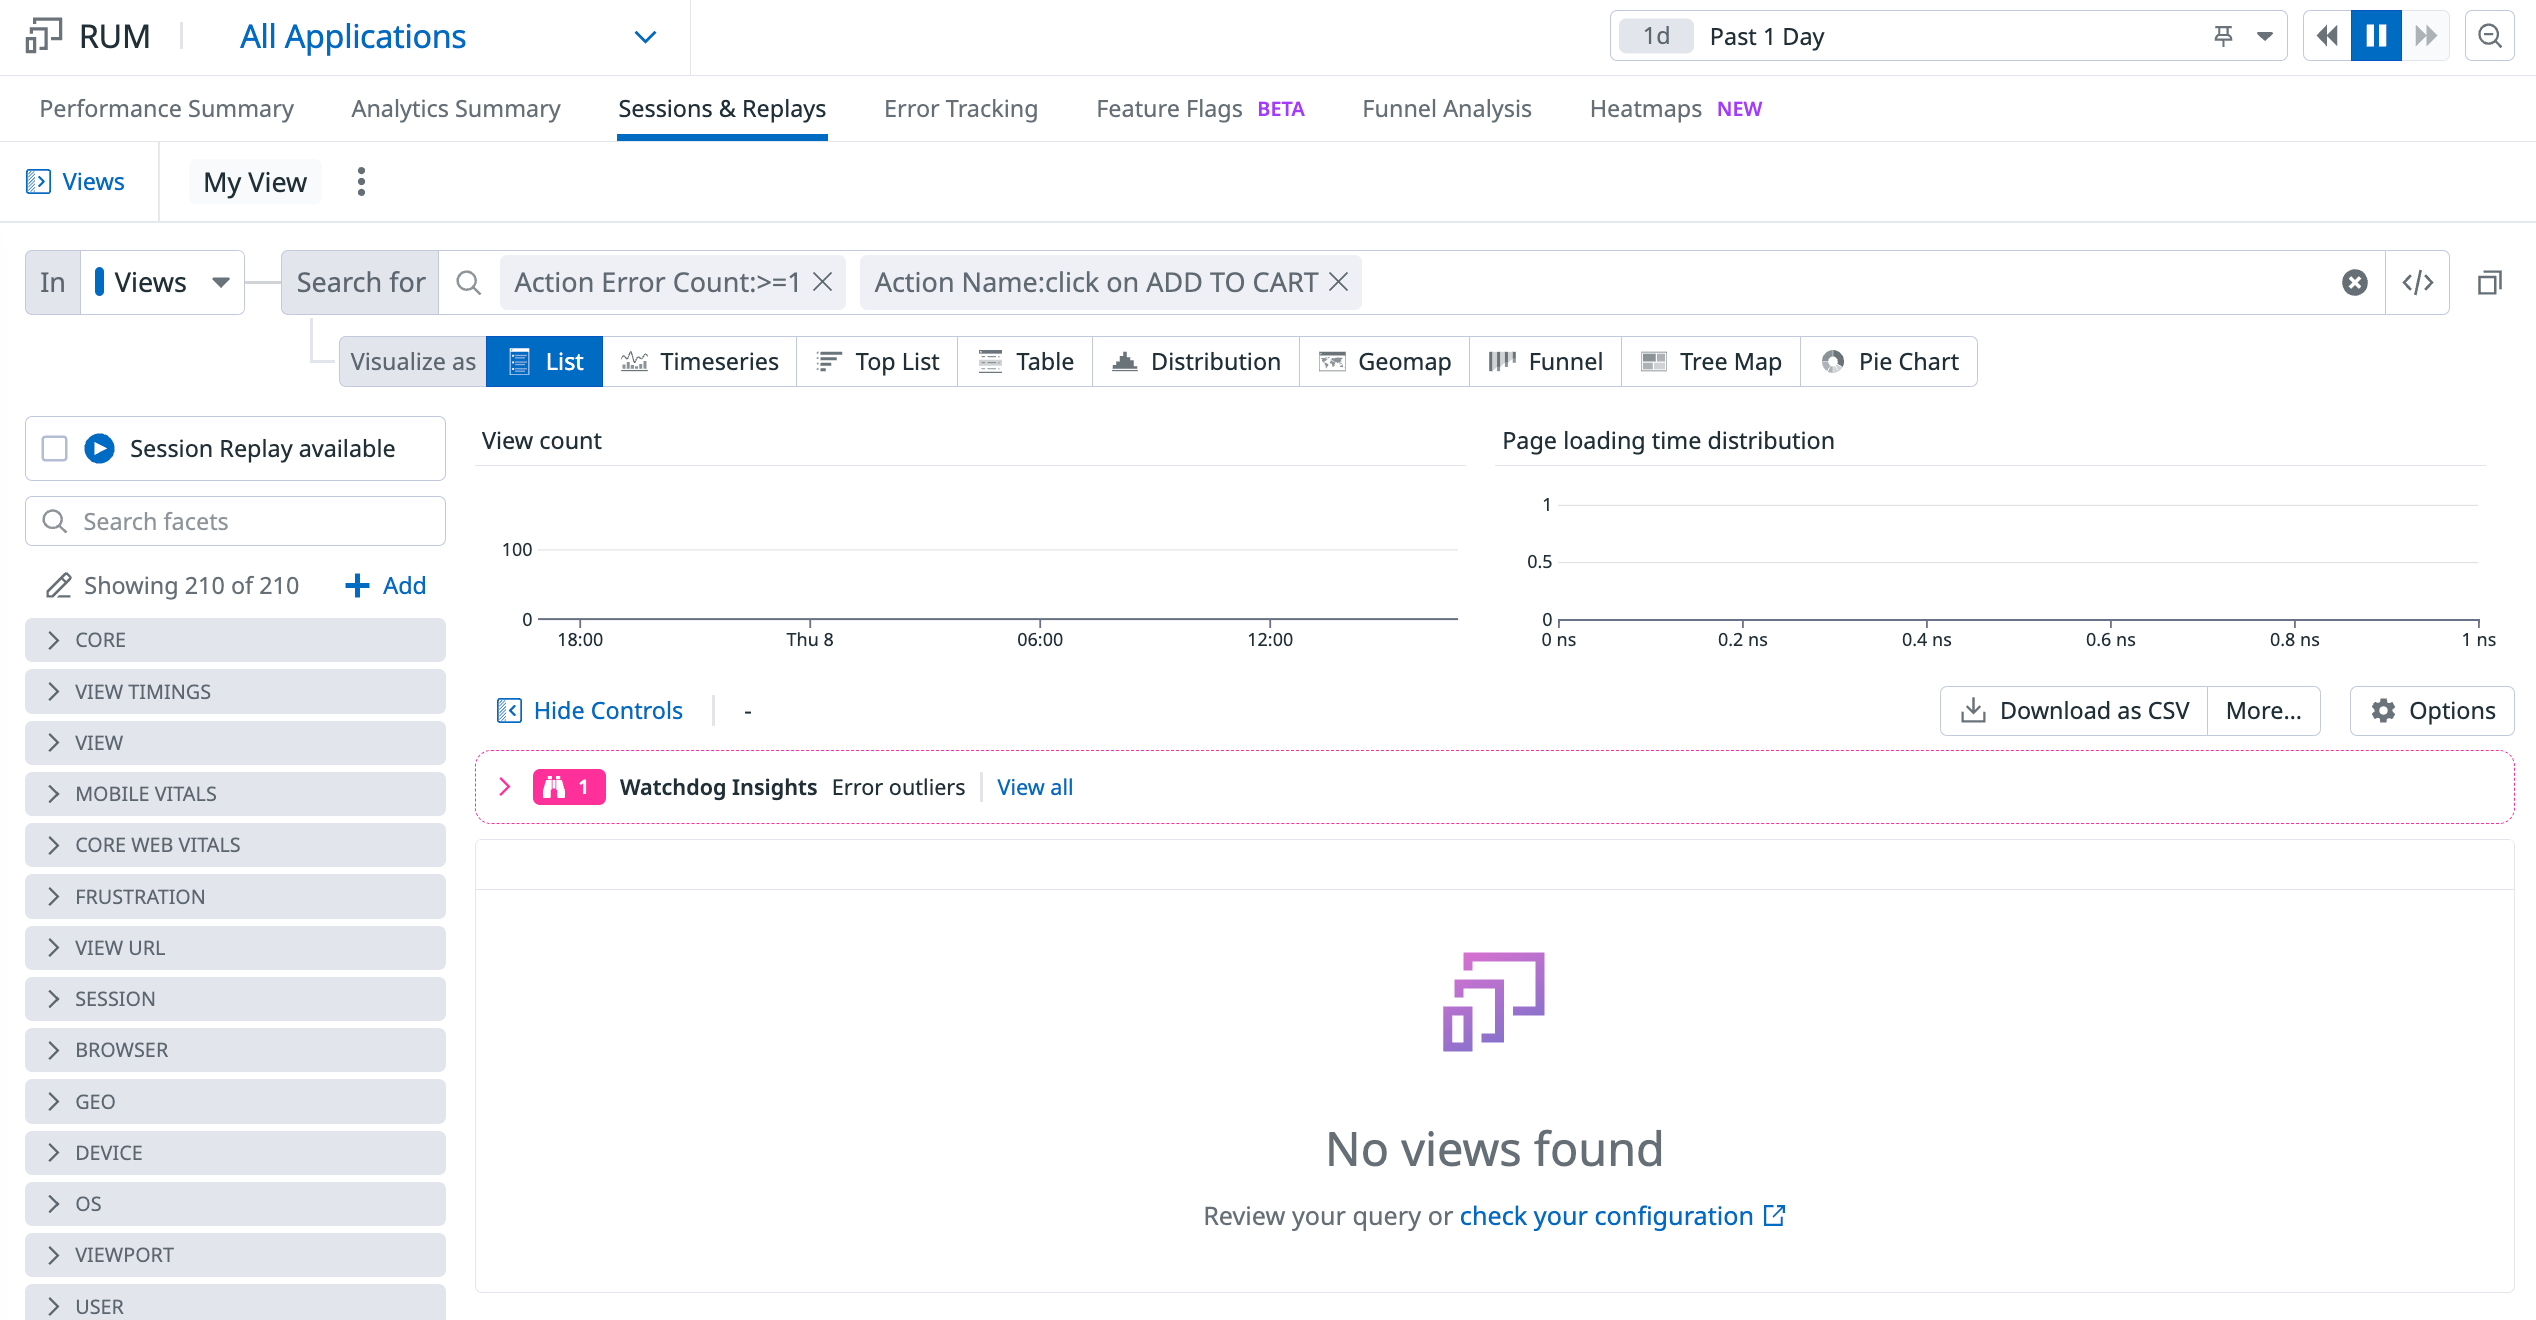 RUM
All Applications
1d Past 1 Day
Performance Summary Analytics Summary Sessions & Replays Error Tracking Feature Flags BETA Funnel Analysis Heatmaps NEW
Views My View
In Views Search for Action Error Count:>=1 Action Name:click on ADD TO CART </>
Visualize as List Timeseries Top List Table Distribution Geomap Funnel Tree Map Pie Chart
Session Replay available
Search facets
Showing 210 of 210 Add
CORE
VIEW TIMINGS
VIEW
MOBILE VITALS
CORE WEB VITALS
FRUSTRATION
VIEW URL
SESSION
BROWSER
GEO
DEVICE
OS
VIEWPORT
USER
View count
100
0
18:00 Thu 8 06:00 12:00
Page loading time distribution
1
0.5
0
0 ns 0.2 ns 0.4 ns 0.6 ns 0.8 ns 1 ns
Hide Controls -
Download as CSV More... Options
1 Watchdog Insights Error outliers View all
No views found
Review your query or check your configuration